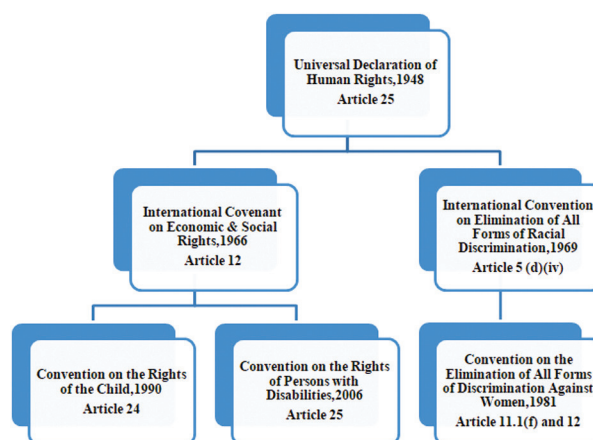 Universal Declaration of
Human Rights,1948
Article 25
International Covenant
on Economic & Social
Rights,1966
Article 12
International Convention
on Elimination of All
Forms of Racial
Discrimination,1969
Article 5 (d)(iv)
Convention on the Rights
of the Child,1990
Article 24
Convention on the Rights
of Persons with
Disabilities,2006
Article 25
Convention on the
Elimination of All Forms
of Discrimination Against
Women,1981
Article 11.1(f) and 12